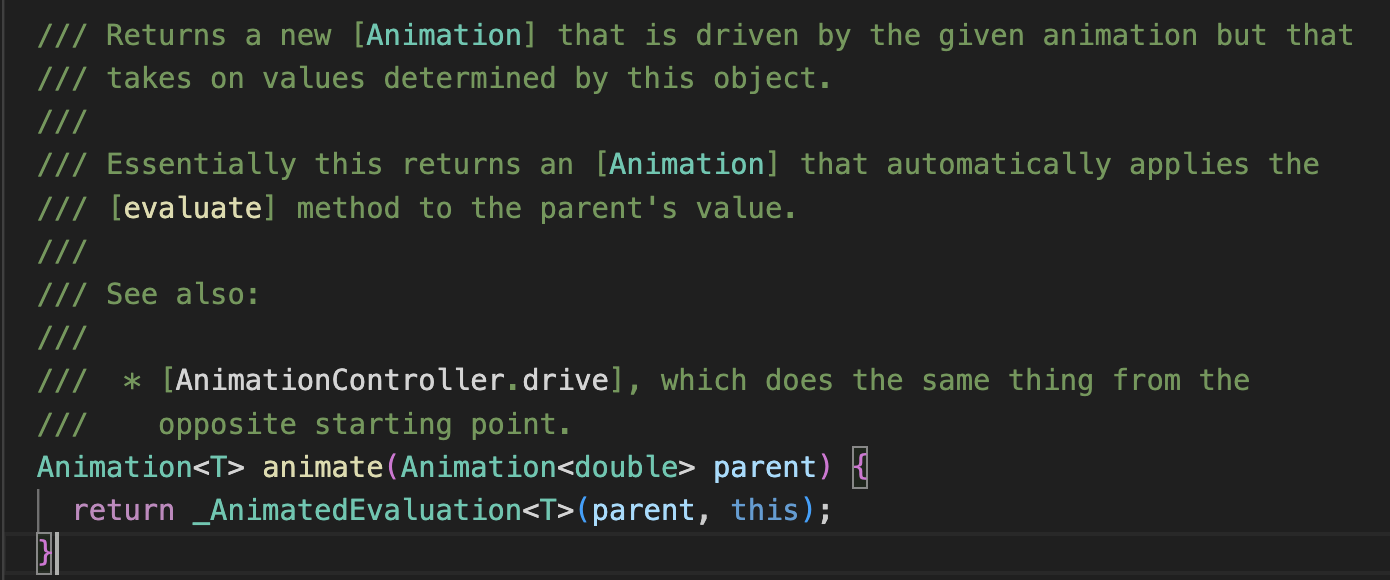 /// Returns a new [Animation] that is driven by the given animation but that
/// takes on values determined by this object.
///
/// Essentially this returns an [Animation] that automatically applies the
/// [evaluate] method to the parent's value.
///
/// See also:
///
///  * [AnimationController.drive], which does the same thing from the
///    opposite starting point.
Animation<T> animate(Animation<double> parent) {
  return _AnimatedEvaluation<T>(parent, this);
}